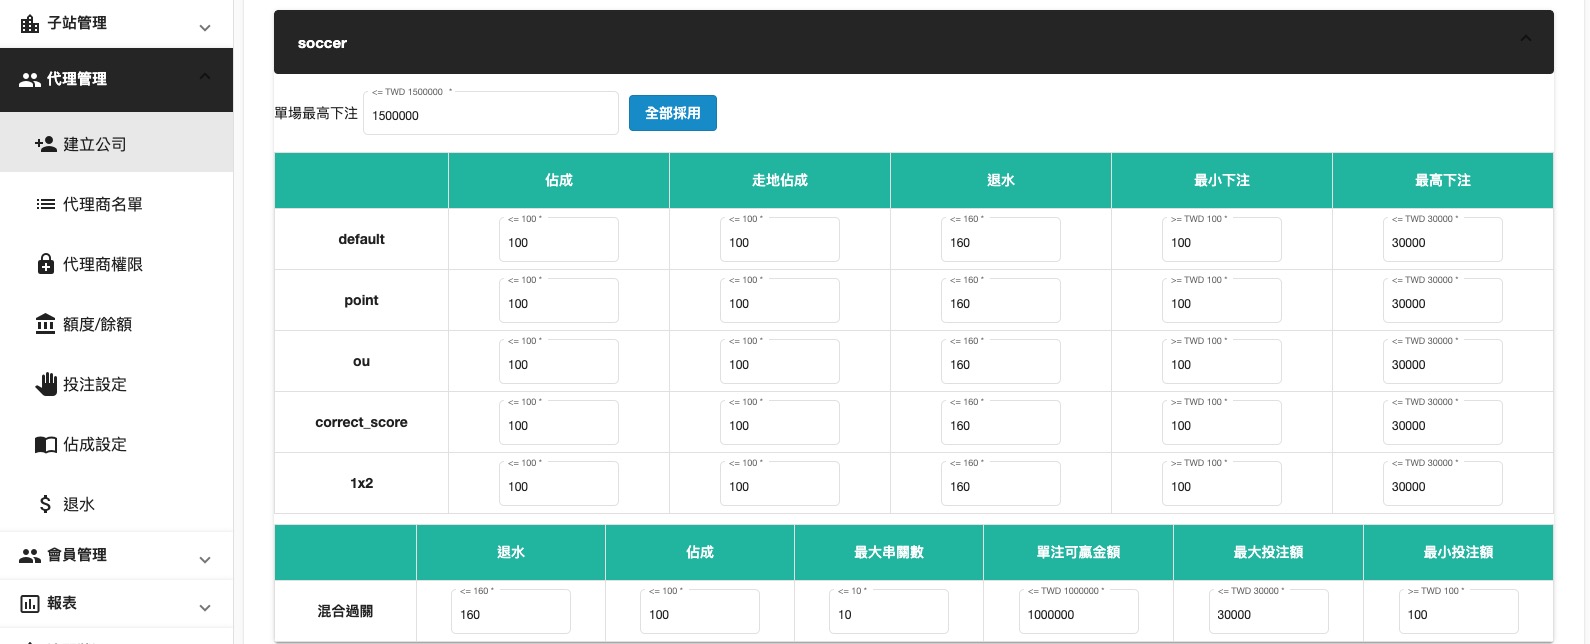 子站管理
代理管理
建立公司
代理商名單
代理商權限
額度/餘額
投注設定
佔成設定
退水
會員管理
報表
soccer
<= TWD 1500000 *
單場最高下注 1500000 全部採用
佔成 走地佔成 退水 最小下注 最高下注
<= 100 * <= 100 * <= 160 * >= TWD 100 * <= TWD 30000 *
default 100 100 160 100 30000
<= 100 * <= 100 * <= 160 * >= TWD 100 * <= TWD 30000 *
point 100 100 160 100 30000
<= 100 * <= 100 * <= 160 * >= TWD 100 * <= TWD 30000 *
ou 100 100 160 100 30000
<= 100 * <= 100 * <= 160 * >= TWD 100 * <= TWD 30000 *
correct_score 100 100 160 100 30000
<= 100 * <= 100 * <= 160 * >= TWD 100 * <= TWD 30000 *
1x2 100 100 160 100 30000
退水 佔成 最大串關數 單注可贏金額 最大投注額 最小投注額
<= 160 * <= 100 * <= 10 * <= TWD 1000000 * <= TWD 30000 * >= TWD 100 *
混合過關 160 100 10 1000000 30000 100